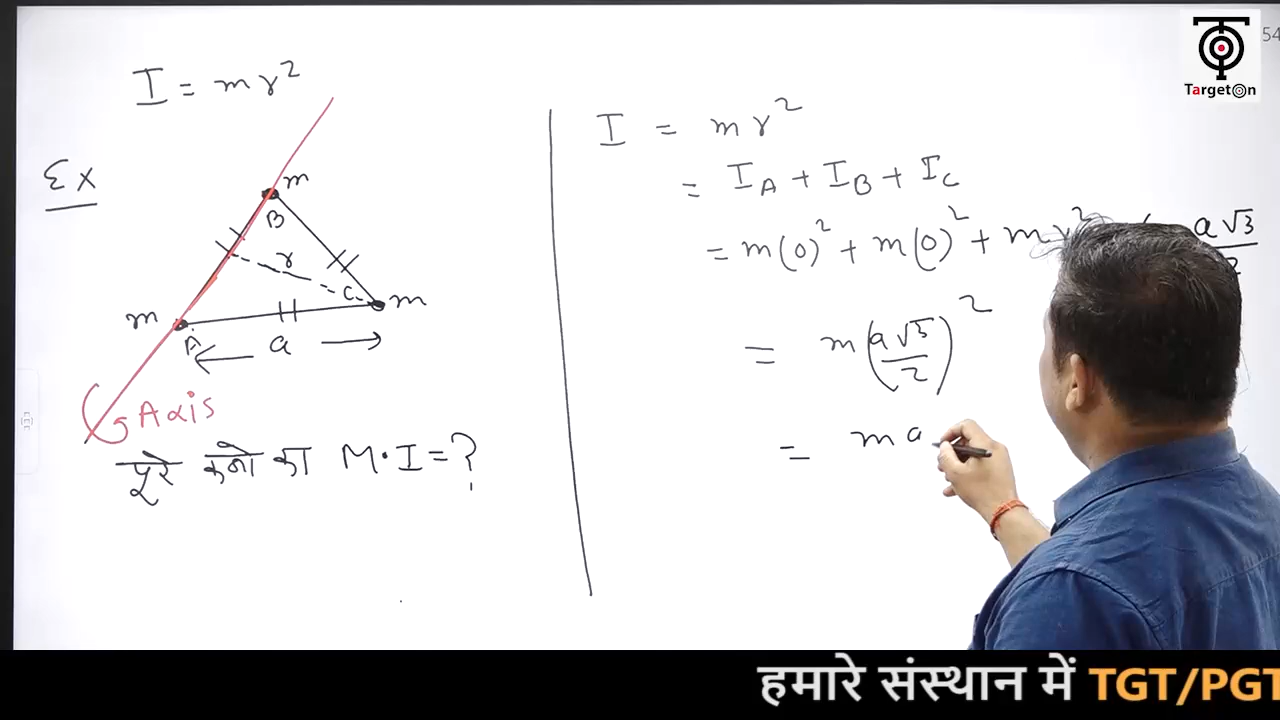 TargetOn
54
I = mr²
Ex
m
B
r
C
m
m
A
a
Axis
पूरे कणो का M·I = ?
I = mr²
= I_A + I_B + I_C
= m(0)² + m(0)² + mr²
a√3
2
= m(a√3/2)²
= ma
हमारे संस्थान में TGT/PGT